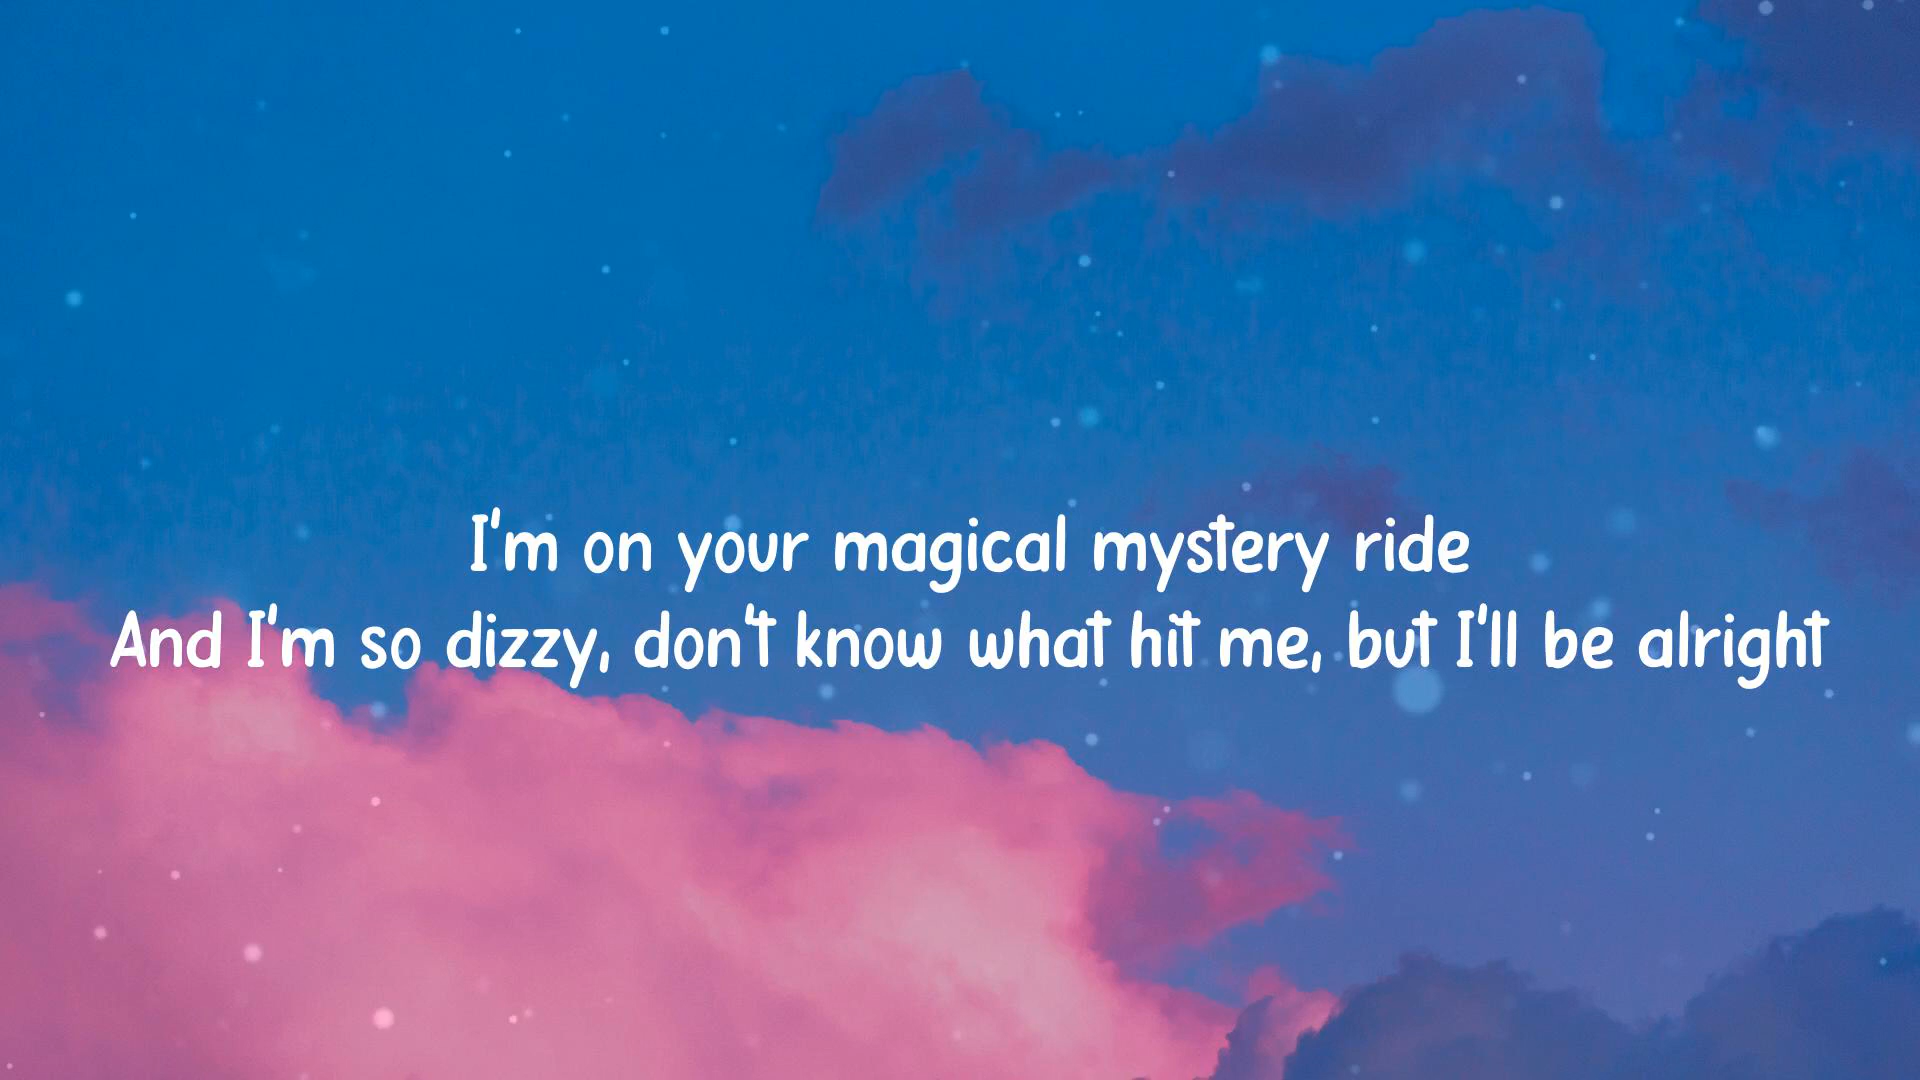 I'm on your magical mystery ride
And I'm so dizzy, don't know what hit me, but I'll be alright